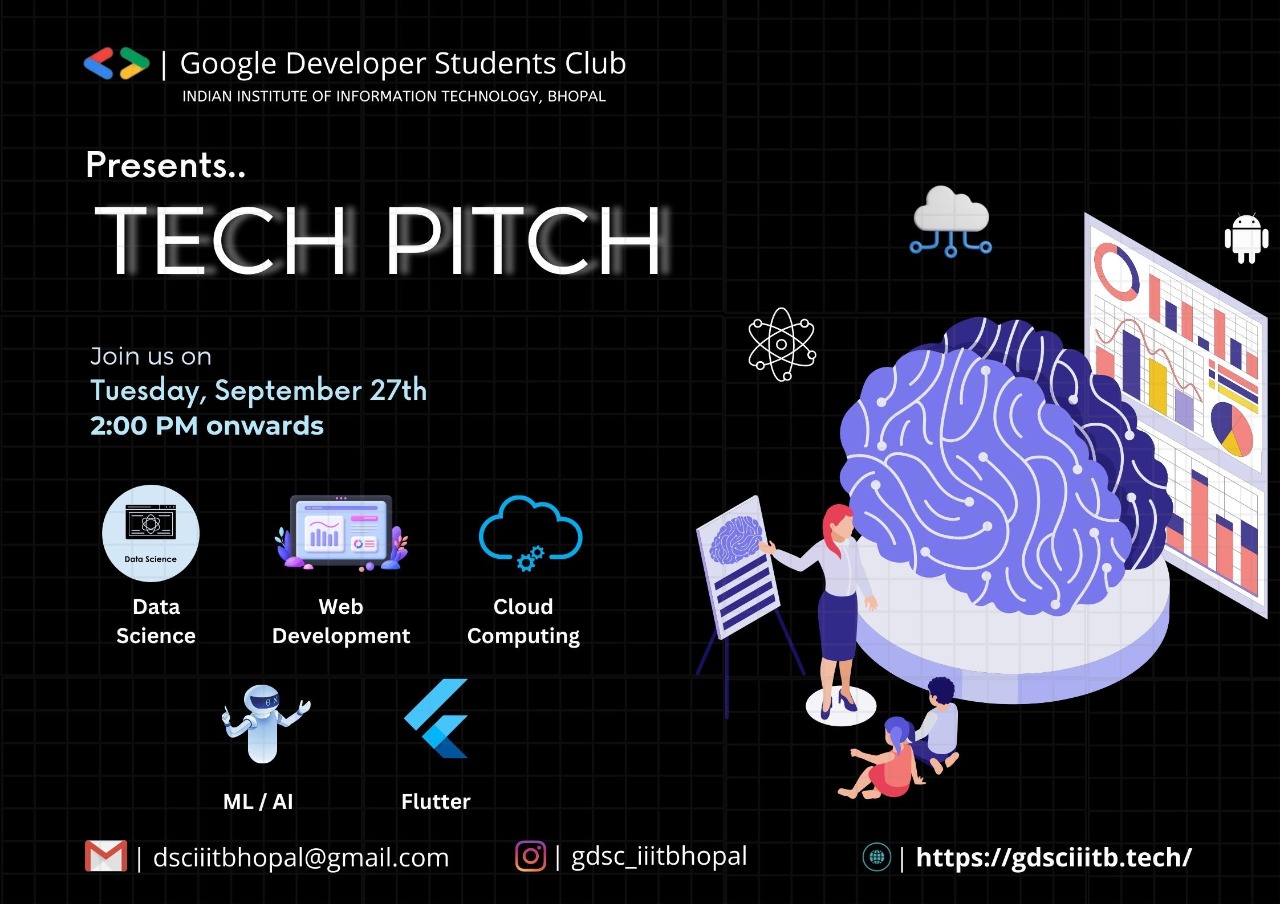 | Google Developer Students Club
INDIAN INSTITUTE OF INFORMATION TECHNOLOGY, BHOPAL
Presents..
TECH PITCH
Join us on
Tuesday, September 27th
2:00 PM onwards
Data Science
Data
Science
Web
Development
Cloud
Computing
ML / AI
Flutter
| dsciiitbhopal@gmail.com
| gdsc_iiitbhopal
| https://gdsciiitb.tech/